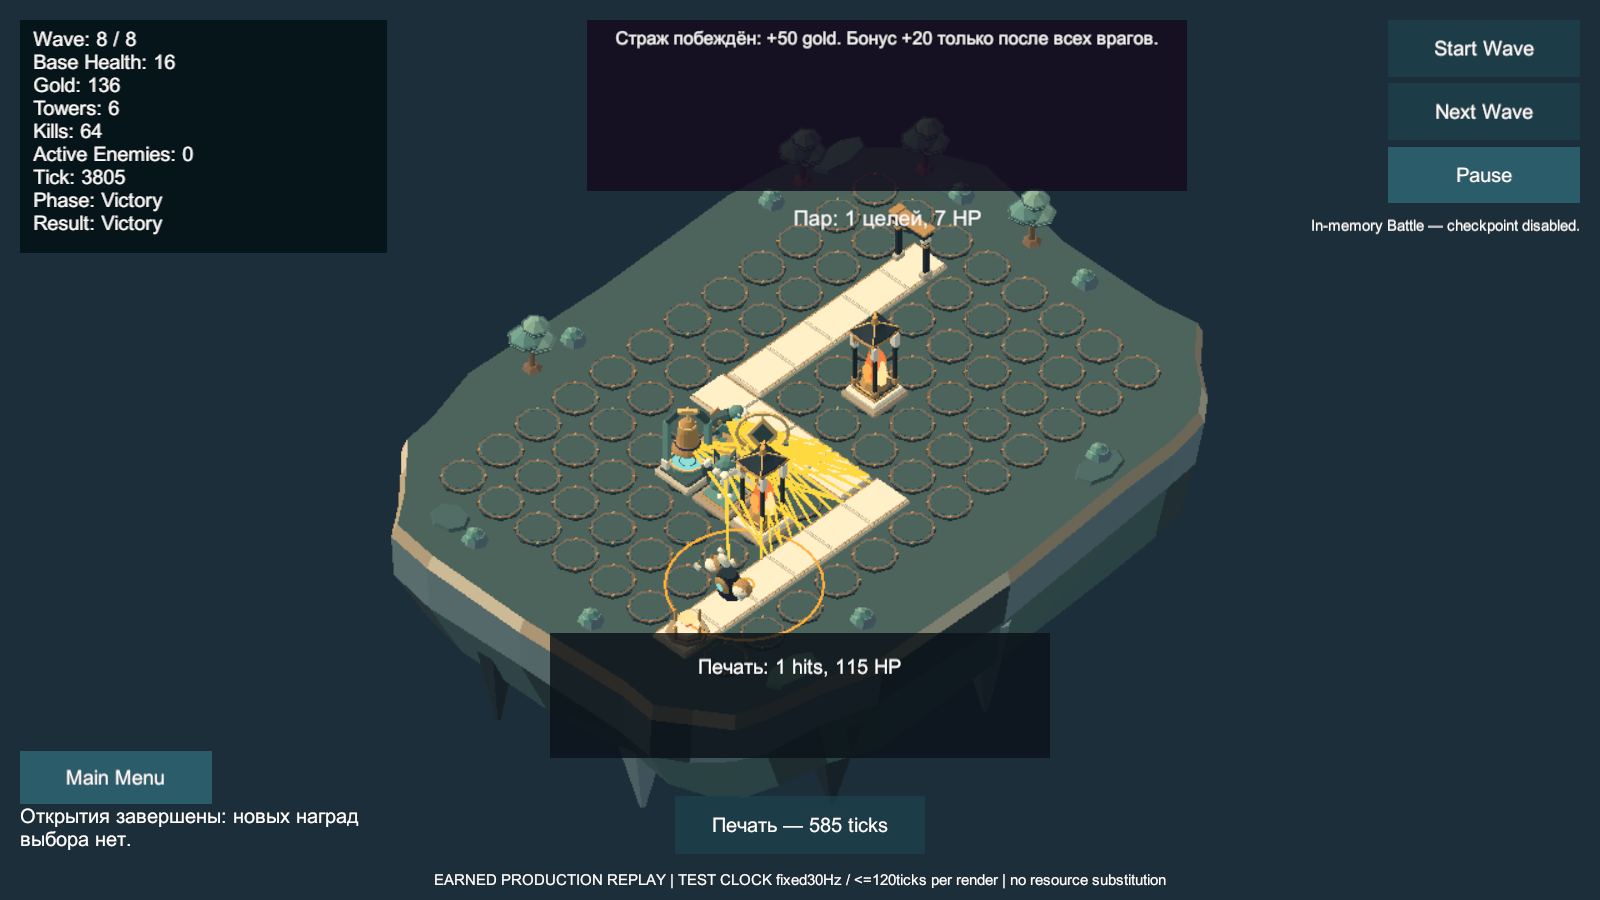 Wave: 8 / 8
Base Health: 16
Gold: 136
Towers: 6
Kills: 64
Active Enemies: 0
Tick: 3805
Phase: Victory
Result: Victory
Страж побеждён: +50 gold. Бонус +20 только после всех врагов.
Start Wave
Next Wave
Pause
In-memory Battle — checkpoint disabled.
Пар: 1 целей, 7 HP
Печать: 1 hits, 115 HP
Main Menu
Открытия завершены: новых наград
выбора нет.
Печать — 585 ticks
EARNED PRODUCTION REPLAY | TEST CLOCK fixed30Hz / <=120ticks per render | no resource substitution